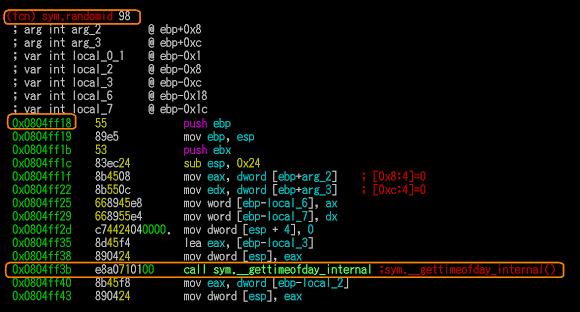 (fcn) sym.randomid 98
; arg int arg_2 @ ebp+0x8
; arg int arg_3 @ ebp+0xc
; var int local_0_1 @ ebp-0x1
; var int local_2 @ ebp-0x8
; var int local_3 @ ebp-0xc
; var int local_6 @ ebp-0x18
; var int local_7 @ ebp-0x1c
0x0804ff18 55 push ebp
0x0804ff19 89e5 mov ebp, esp
0x0804ff1b 53 push ebx
0x0804ff1c 83ec24 sub esp, 0x24
0x0804ff1f 8b4508 mov eax, dword [ebp+arg_2] ; [0x8:4]=0
0x0804ff22 8b550c mov edx, dword [ebp+arg_3] ; [0xc:4]=0
0x0804ff25 668945e8 mov word [ebp-local_6], ax
0x0804ff29 668955e4 mov word [ebp-local_7], dx
0x0804ff2d c74424040000. mov dword [esp + 4], 0
0x0804ff35 8d45f4 lea eax, [ebp-local_3]
0x0804ff38 890424 mov dword [esp], eax
0x0804ff3b e8a0710100 call sym.__gettimeofday_internal ;sym.__gettimeofday_internal()
0x0804ff40 8b45f8 mov eax, dword [ebp-local_2]
0x0804ff43 890424 mov dword [esp], eax